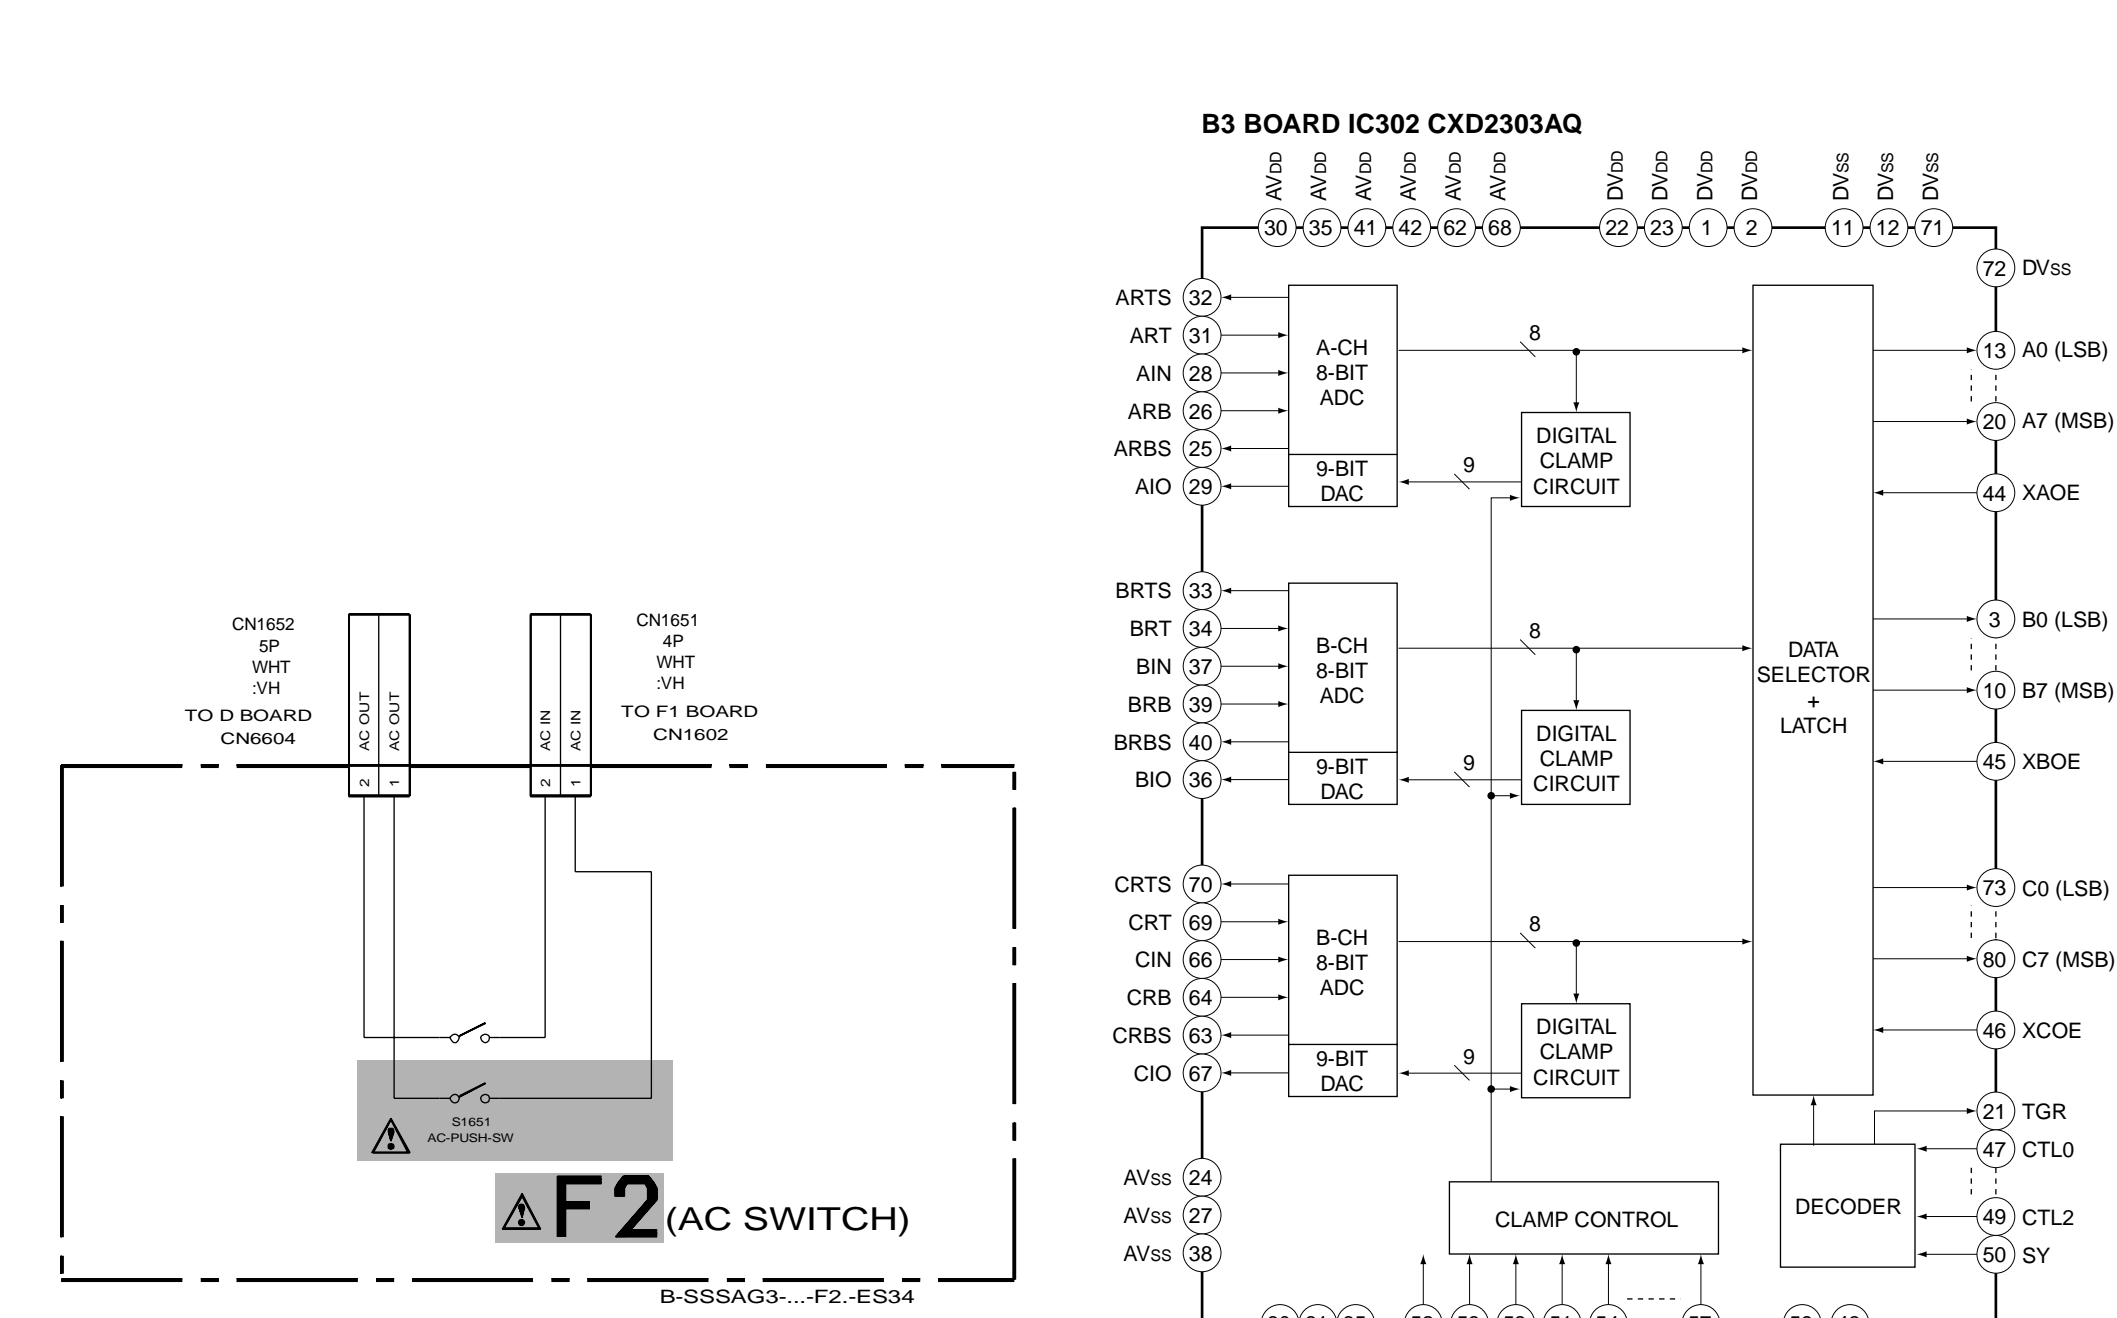 B3 BOARD IC302 CXD2303AQ
AVDD AVDD AVDD AVDD AVDD AVDD DVDD DVDD DVDD DVDD DVSS DVSS DVSS
30 35 41 42 62 68 22 23 1 2 11 12 71
72 DVSS
ARTS 32
ART 31
AIN 28
ARB 26
ARBS 25
AIO 29
A-CH
8-BIT
ADC
9-BIT
DAC
8
9
DIGITAL
CLAMP
CIRCUIT
13 A0 (LSB)
20 A7 (MSB)
44 XAOE
BRTS 33
BRT 34
BIN 37
BRB 39
BRBS 40
BIO 36
B-CH
8-BIT
ADC
9-BIT
DAC
8
9
DIGITAL
CLAMP
CIRCUIT
DATA
SELECTOR
+
LATCH
3 B0 (LSB)
10 B7 (MSB)
45 XBOE
CRTS 70
CRT 69
CIN 66
CRB 64
CRBS 63
CIO 67
B-CH
8-BIT
ADC
9-BIT
DAC
8
9
DIGITAL
CLAMP
CIRCUIT
73 C0 (LSB)
80 C7 (MSB)
46 XCOE
21 TGR
47 CTL0
49 CTL2
50 SY
DECODER
CLAMP CONTROL
AVSS 24
AVSS 27
AVSS 38
CN1652
5P
WHT
:VH
TO D BOARD
CN6604
AC OUT
AC OUT
2 1
AC IN
AC IN
2 1
CN1651
4P
WHT
:VH
TO F1 BOARD
CN1602
S1651
AC-PUSH-SW
F2 (AC SWITCH)
B-SSSAG3-...-F2.-ES34